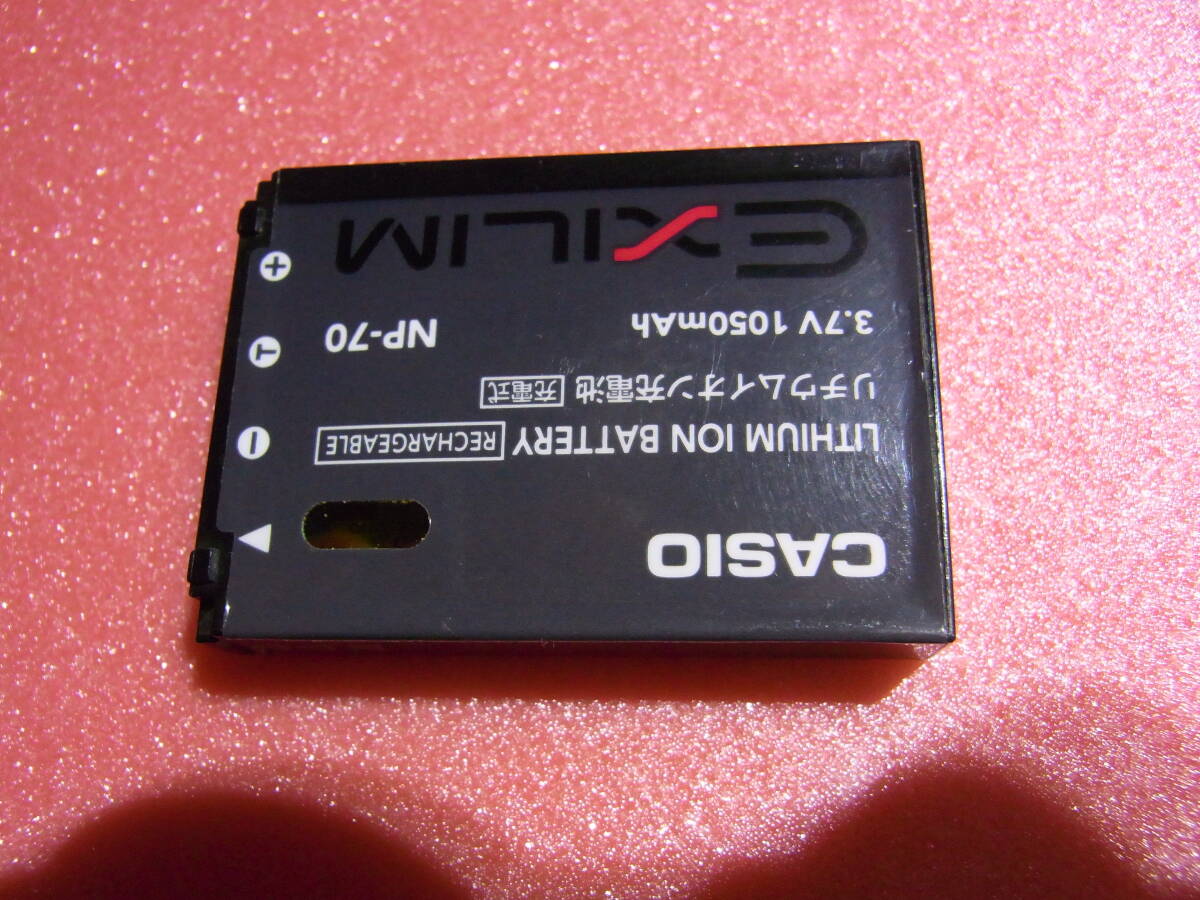 CASIO
LITHIUM ION BATTERY RECHARGEABLE
リチウムイオン充電池 充電式
3.7V 1050mAh NP-70
EXILIM
− T +